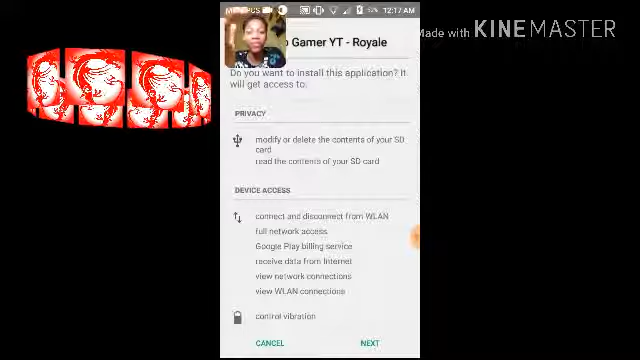 12:17 AM
Gamer YT - Royale
Made with KINEMASTER
Do you want to install this application? It
will get access to:
PRIVACY
modify or delete the contents of your SD
card
read the contents of your SD card
DEVICE ACCESS
connect and disconnect from WLAN
full network access
Google Play billing service
receive data from Internet
view network connections
view WLAN connections
control vibration
CANCEL NEXT